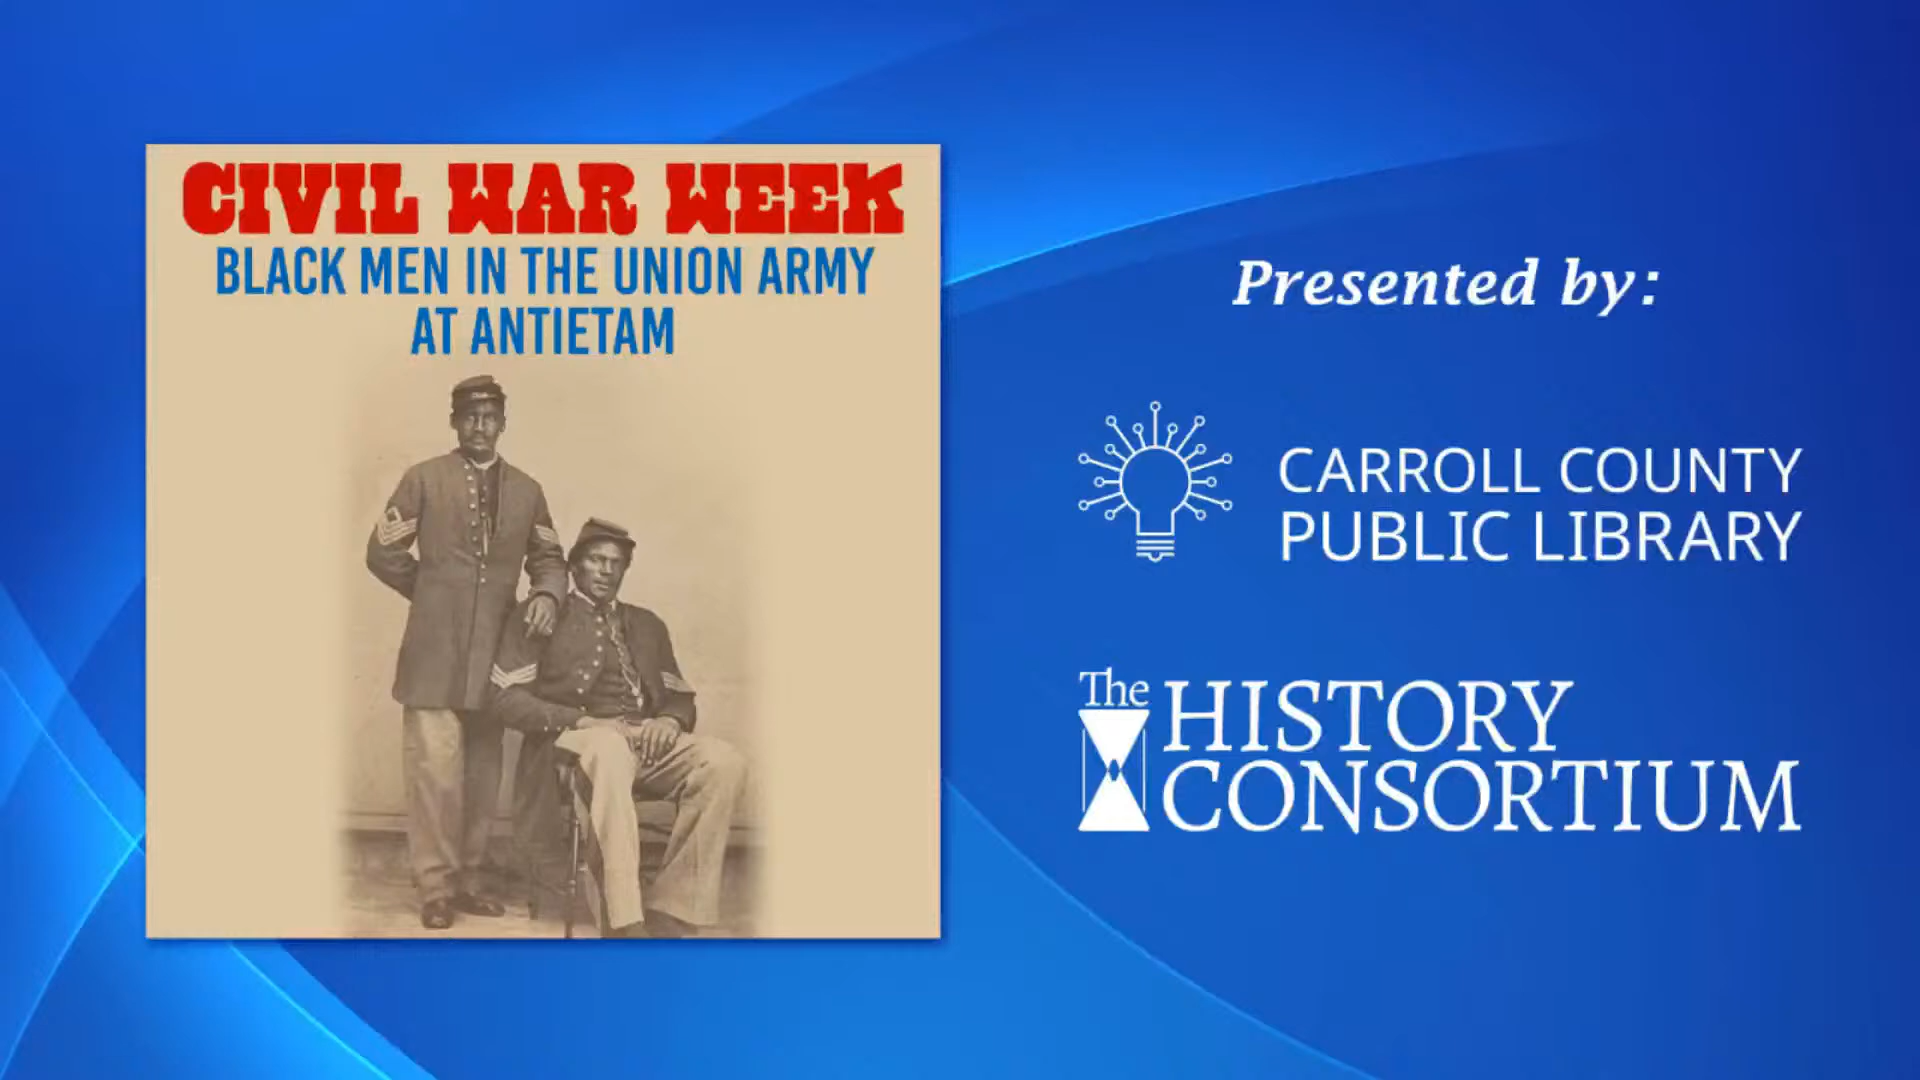 CIVIL WAR WEEK
BLACK MEN IN THE UNION ARMY
AT ANTIETAM
Presented by:
CARROLL COUNTY
PUBLIC LIBRARY
The
HISTORY
CONSORTIUM